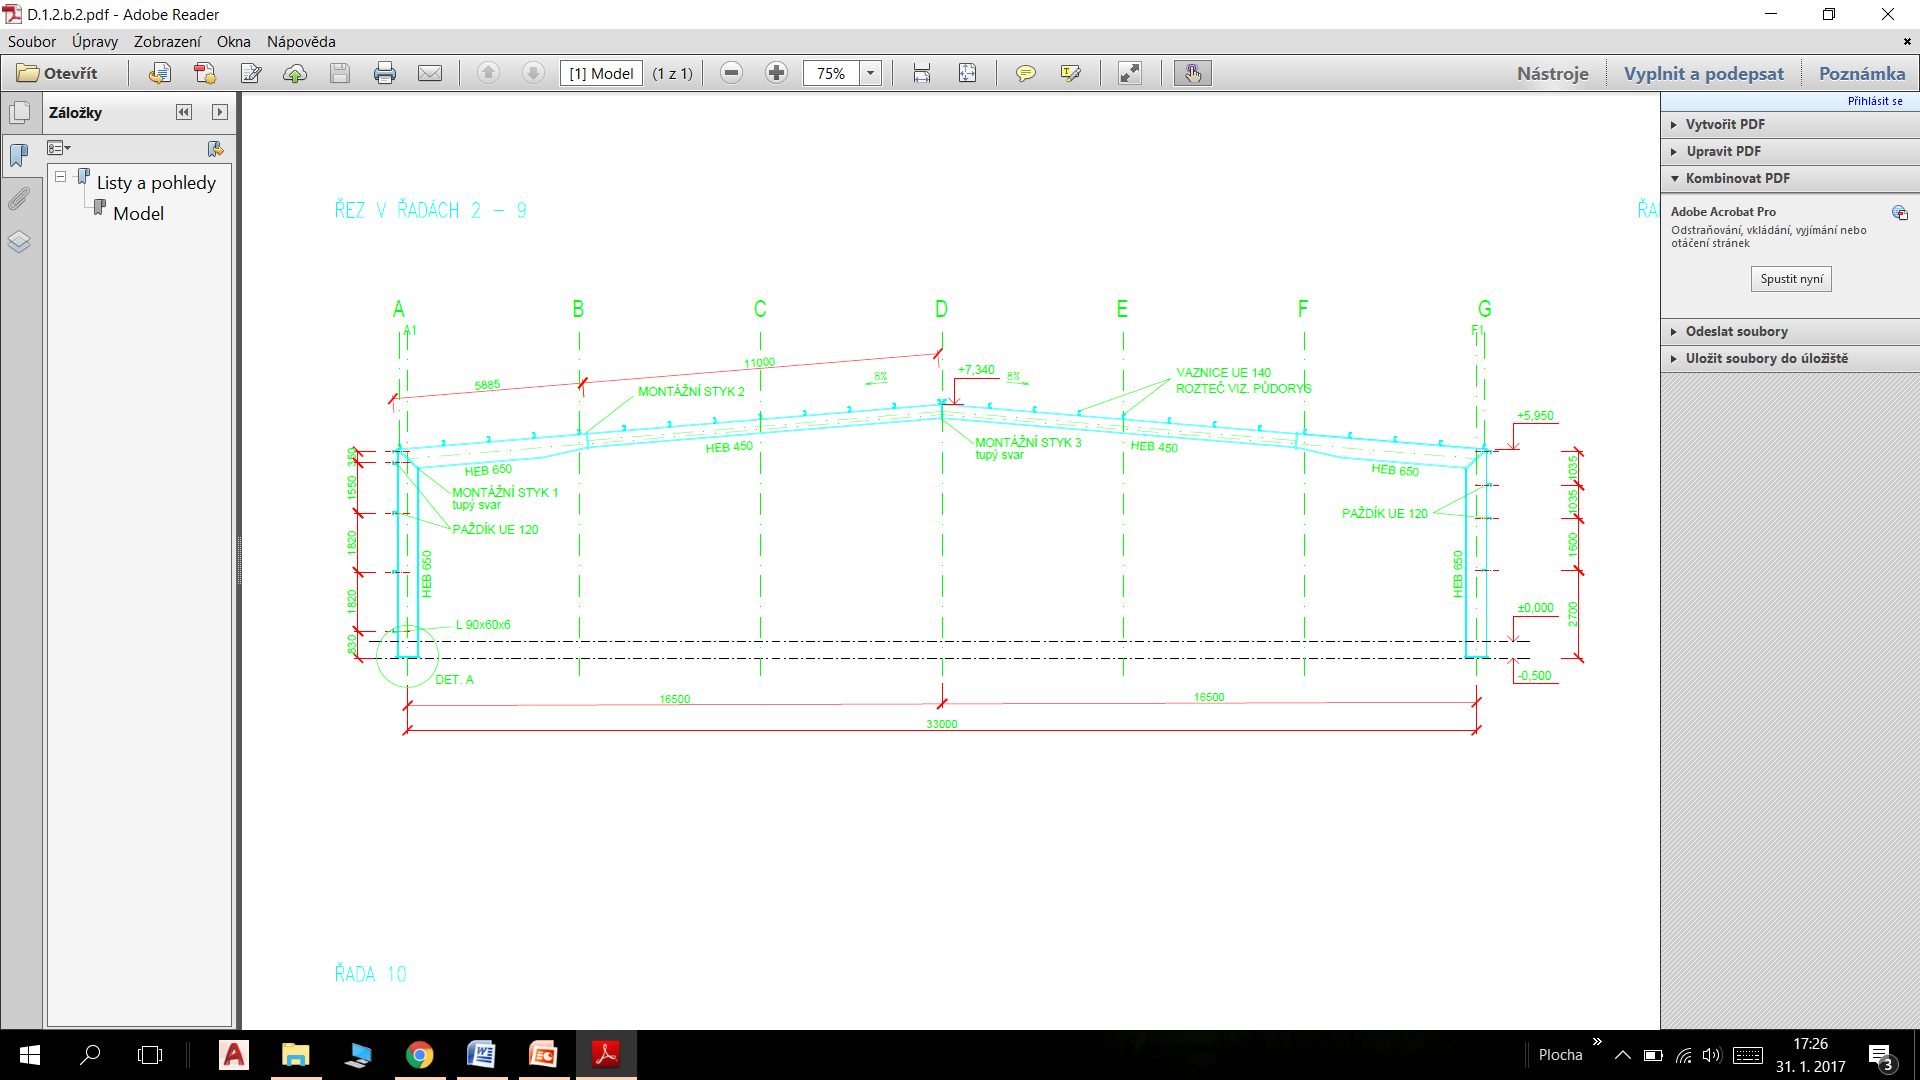 D.1.2.b.2.pdf - Adobe Reader
Soubor Úpravy Zobrazení Okna Nápověda
Otevřít [1] Model (1 z 1) 75% Nástroje Vyplnit a podepsat Poznámka
Záložky
Listy a pohledy
Model
Přihlásit se
Vytvořit PDF
Upravit PDF
Kombinovat PDF
Adobe Acrobat Pro
Odstraňování, vkládání, vyjímání nebo
otáčení stránek
Spustit nyní
Odeslat soubory
Uložit soubory do úložiště
ŘEZ V ŘADÁCH 2 - 9
ŘA
A B C D E F G
A1 F1
5885
11000
8%
+7,340
8%
MONTÁŽNÍ STYK 2
VAZNICE UE 140
ROZTEČ VIZ. PŮDORYS
+5,950
HEB 650
HEB 450
MONTÁŽNÍ STYK 3
tupý svar
HEB 450
HEB 650
MONTÁŽNÍ STYK 1
tupý svar
PAŽDÍK UE 120
PAŽDÍK UE 120
350
1550
1820
1820
830
HEB 650
HEB 650
1035
1035
1600
2700
L 90x60x6
±0,000
DET. A
-0,500
16500
16500
33000
ŘADA 10
Plocha
17:26
31. 1. 2017
3